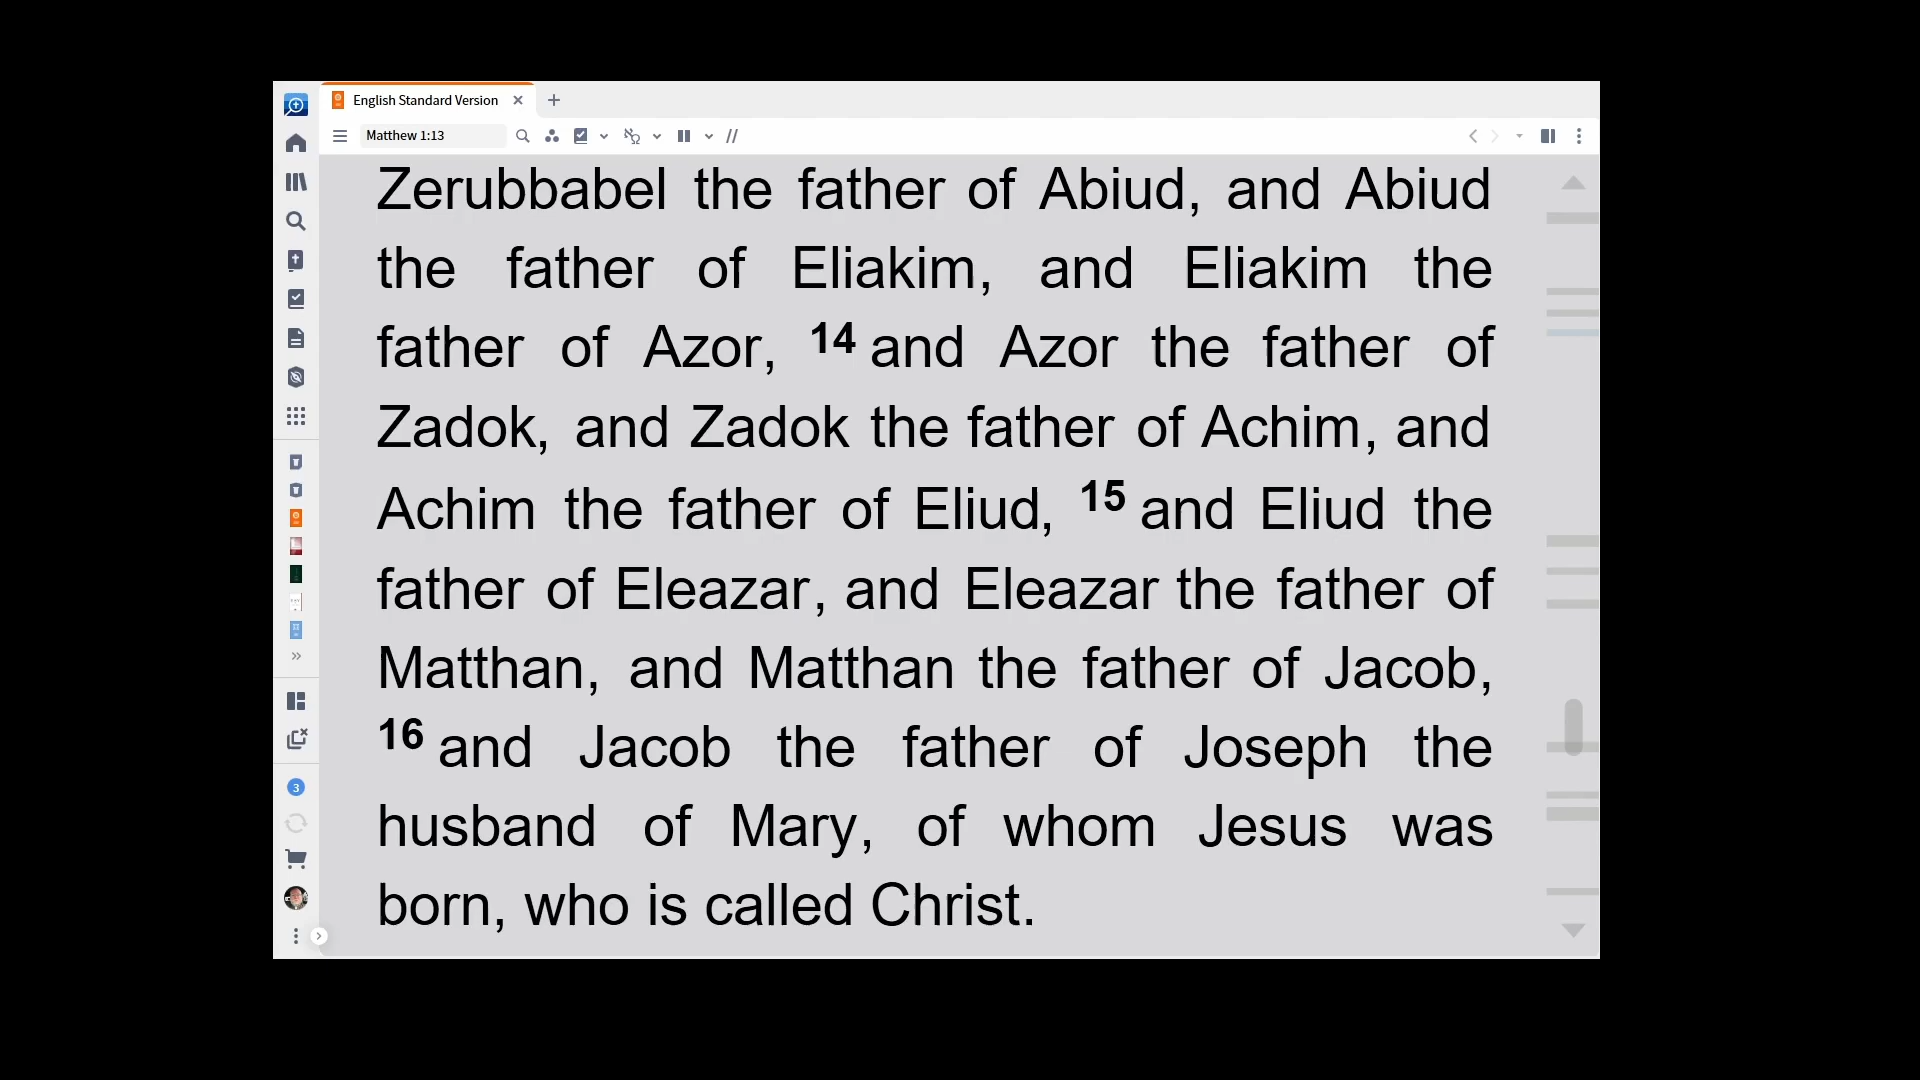 English Standard Version
Matthew 1:13
Zerubbabel the father of Abiud, and Abiud
the father of Eliakim, and Eliakim the
father of Azor, 14 and Azor the father of
Zadok, and Zadok the father of Achim, and
Achim the father of Eliud, 15 and Eliud the
father of Eleazar, and Eleazar the father of
Matthan, and Matthan the father of Jacob,
16 and Jacob the father of Joseph the
husband of Mary, of whom Jesus was
born, who is called Christ.
3